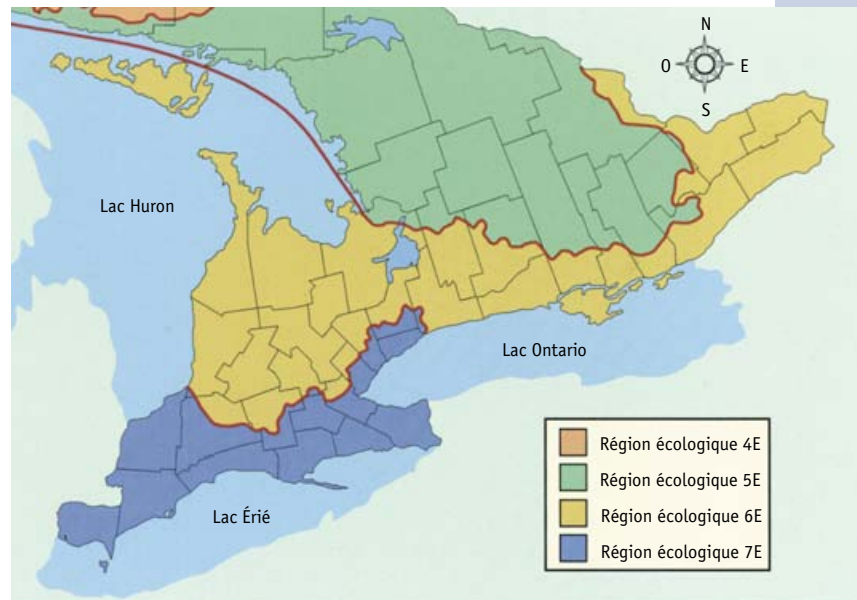 N
O E
S
Lac Huron
Lac Ontario
Lac Érié
Région écologique 4E
Région écologique 5E
Région écologique 6E
Région écologique 7E